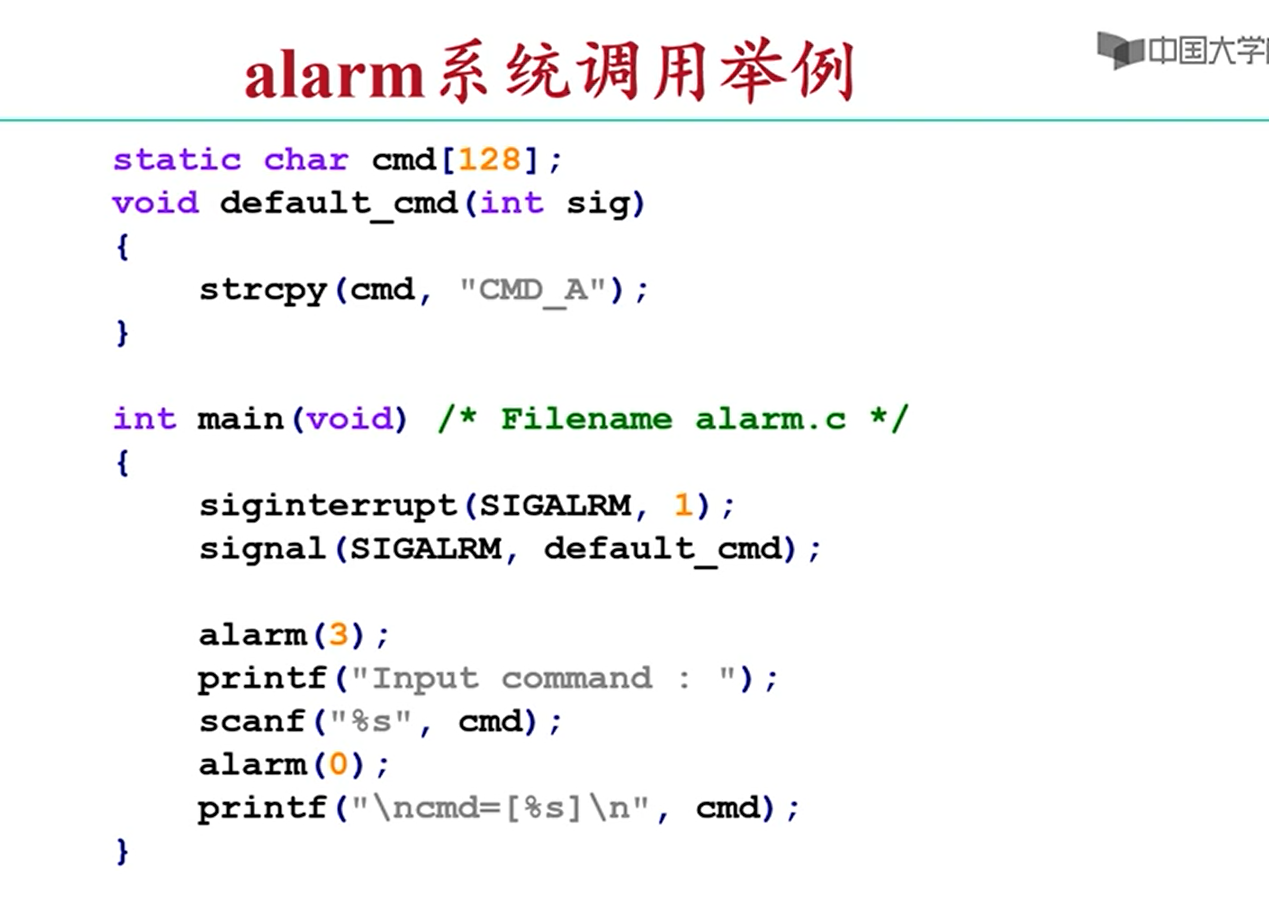 alarm系统调用举例
中国大学
static char cmd[128];
void default_cmd(int sig)
{
    strcpy(cmd, "CMD_A");
}

int main(void) /* Filename alarm.c */
{
    siginterrupt(SIGALRM, 1);
    signal(SIGALRM, default_cmd);

    alarm(3);
    printf("Input command : ");
    scanf("%s", cmd);
    alarm(0);
    printf("\ncmd=[%s]\n", cmd);
}